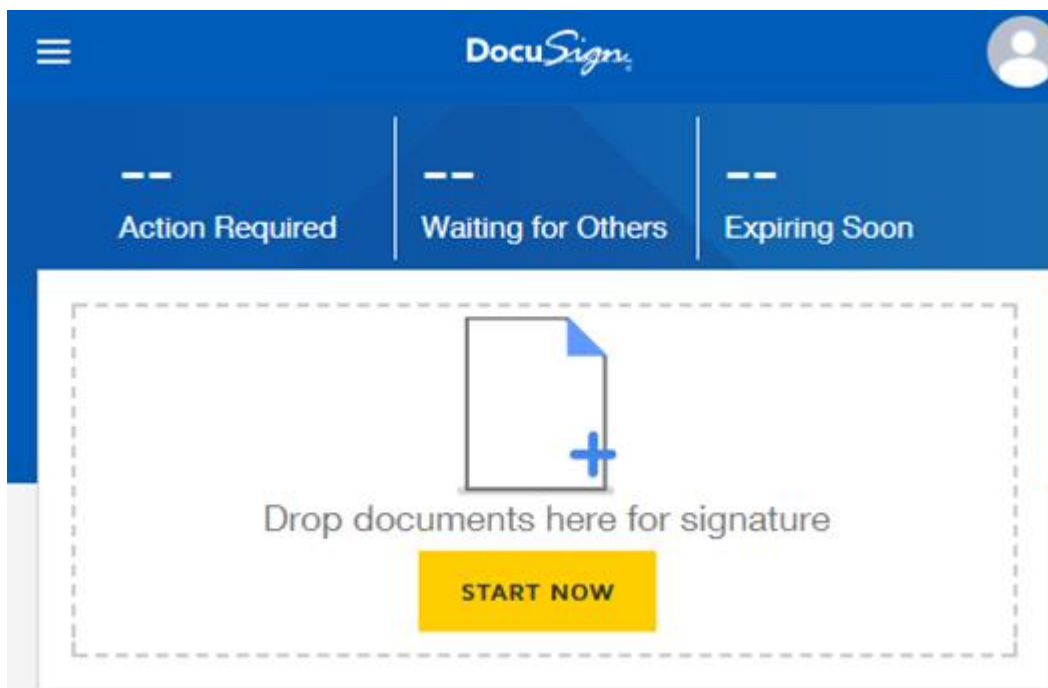 DocuSign
-- -- --
Action Required Waiting for Others Expiring Soon
Drop documents here for signature
START NOW